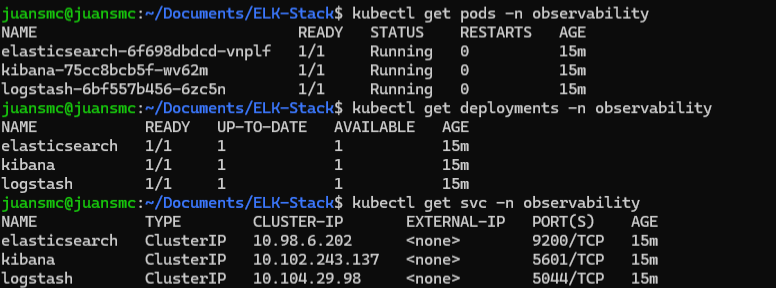 juansmc@juansmc:~/Documents/ELK-Stack$ kubectl get pods -n observability
NAME                             READY   STATUS    RESTARTS   AGE
elasticsearch-6f698dbdcd-vnplf   1/1     Running   0          15m
kibana-75cc8bcb5f-wv62m          1/1     Running   0          15m
logstash-6bf557b456-6zc5n        1/1     Running   0          15m
juansmc@juansmc:~/Documents/ELK-Stack$ kubectl get deployments -n observability
NAME            READY   UP-TO-DATE   AVAILABLE   AGE
elasticsearch   1/1     1            1           15m
kibana          1/1     1            1           15m
logstash        1/1     1            1           15m
juansmc@juansmc:~/Documents/ELK-Stack$ kubectl get svc -n observability
NAME            TYPE        CLUSTER-IP       EXTERNAL-IP   PORT(S)    AGE
elasticsearch   ClusterIP   10.98.6.202      <none>        9200/TCP   15m
kibana          ClusterIP   10.102.243.137   <none>        5601/TCP   15m
logstash        ClusterIP   10.104.29.98     <none>        5044/TCP   15m